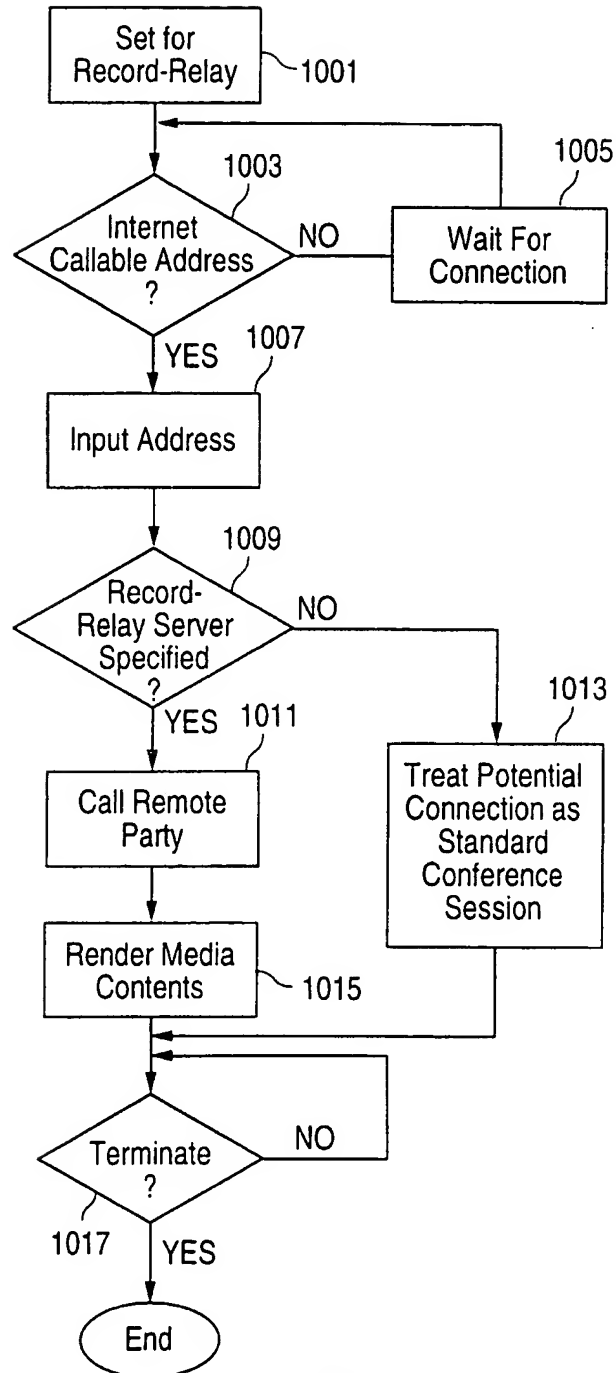 Set for
Record-Relay
1001
1003
Internet
Callable Address
?
NO
1005
Wait For
Connection
YES
1007
Input Address
1009
Record-
Relay Server
Specified
?
NO
YES
1011
Call Remote
Party
1013
Treat Potential
Connection as
Standard
Conference
Session
Render Media
Contents
1015
Terminate
?
NO
1017
YES
End